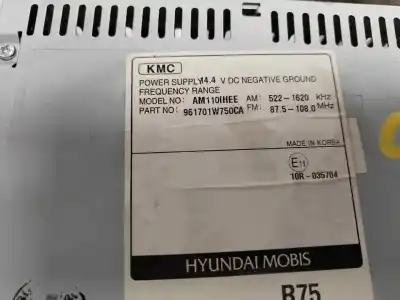 KMC
POWER SUPPLY:14.4 V DC NEGATIVE GROUND
FREQUENCY RANGE
MODEL NO: AM110IHEE AM: 522-1620 KHz
PART NO: 961701W750CA FM: 87.5-108.0 MHz
MADE IN KOREA
E11
10R-035704
HYUNDAI MOBIS
B75